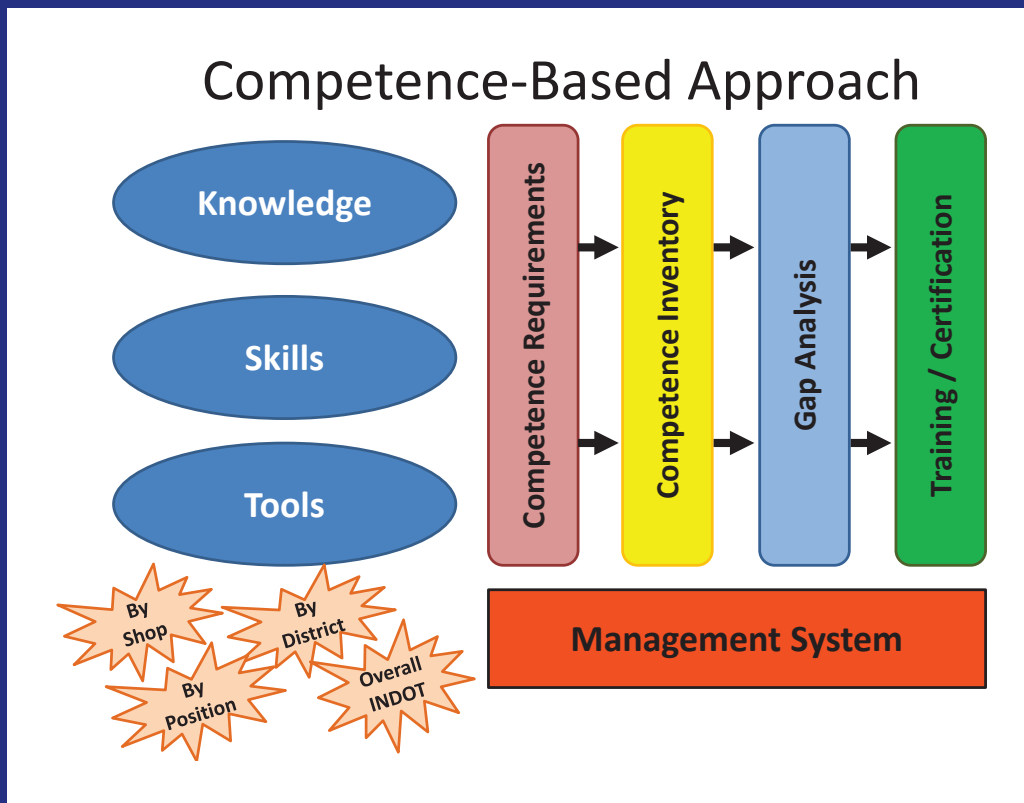 Competence-Based Approach
Knowledge
Skills
Tools
Competence Requirements
Competence Inventory
Gap Analysis
Training / Certification
By
Shop
By
District
By
Position
Overall
INDOT
Management System